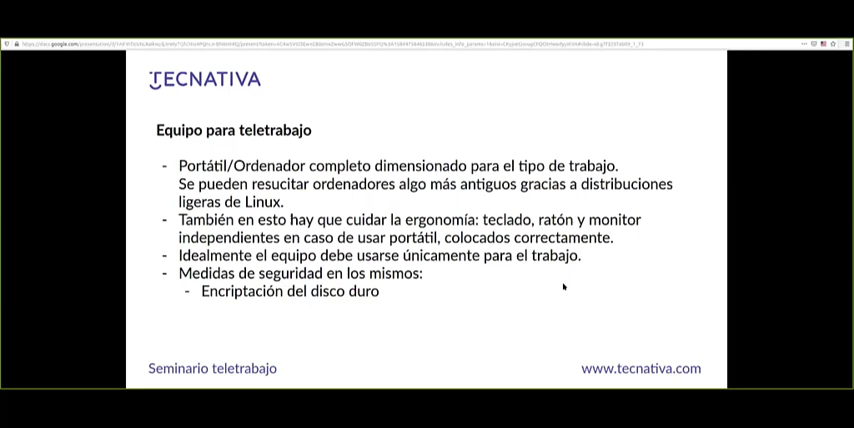 TECNATIVA
Equipo para teletrabajo
- Portátil/Ordenador completo dimensionado para el tipo de trabajo.
Se pueden resucitar ordenadores algo más antiguos gracias a distribuciones
ligeras de Linux.
- También en esto hay que cuidar la ergonomía: teclado, ratón y monitor
independientes en caso de usar portátil, colocados correctamente.
- Idealmente el equipo debe usarse únicamente para el trabajo.
- Medidas de seguridad en los mismos:
- Encriptación del disco duro
Seminario teletrabajo
www.tecnativa.com